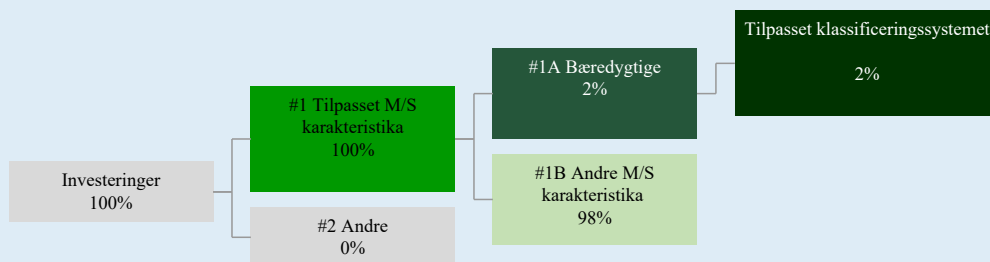 Investeringer
100%
#1 Tilpasset M/S
karakteristika
100%
#2 Andre
0%
#1A Bæredygtige
2%
#1B Andre M/S
karakteristika
98%
Tilpasset klassificeringssystemet
2%